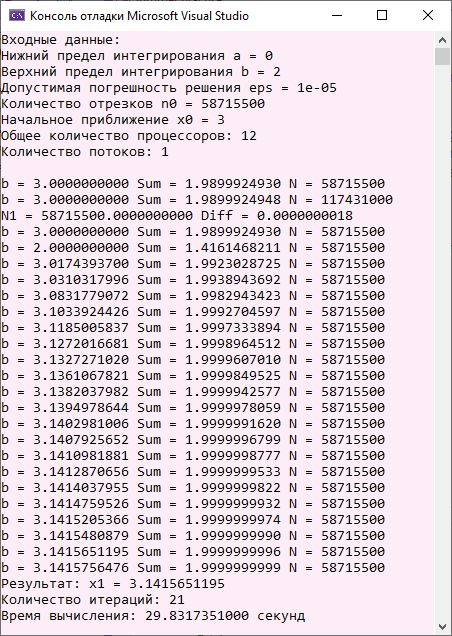 Консоль отладки Microsoft Visual Studio
Входные данные:
Нижний предел интегрирования a = 0
Верхний предел интегрирования b = 2
Допустимая погрешность решения eps = 1e-05
Количество отрезков n0 = 58715500
Начальное приближение x0 = 3
Общее количество процессоров: 12
Количество потоков: 1
b = 3.0000000000 Sum = 1.9899924930 N = 58715500
b = 3.0000000000 Sum = 1.9899924948 N = 117431000
N1 = 58715500.0000000000 Diff = 0.0000000018
b = 3.0000000000 Sum = 1.9899924930 N = 58715500
b = 2.0000000000 Sum = 1.4161468211 N = 58715500
b = 3.0174393700 Sum = 1.9923028725 N = 58715500
b = 3.0310317996 Sum = 1.9938943692 N = 58715500
b = 3.0831779072 Sum = 1.9982943423 N = 58715500
b = 3.1033924426 Sum = 1.9992704597 N = 58715500
b = 3.1185005837 Sum = 1.9997333894 N = 58715500
b = 3.1272016681 Sum = 1.9998964512 N = 58715500
b = 3.1327271020 Sum = 1.9999607010 N = 58715500
b = 3.1361067821 Sum = 1.9999849525 N = 58715500
b = 3.1382037982 Sum = 1.9999942577 N = 58715500
b = 3.1394978644 Sum = 1.9999978059 N = 58715500
b = 3.1402981006 Sum = 1.9999991620 N = 58715500
b = 3.1407925652 Sum = 1.9999996799 N = 58715500
b = 3.1410981881 Sum = 1.9999998777 N = 58715500
b = 3.1412870656 Sum = 1.9999999533 N = 58715500
b = 3.1414037955 Sum = 1.9999999822 N = 58715500
b = 3.1414759526 Sum = 1.9999999932 N = 58715500
b = 3.1415205366 Sum = 1.9999999974 N = 58715500
b = 3.1415480879 Sum = 1.9999999990 N = 58715500
b = 3.1415651195 Sum = 1.9999999996 N = 58715500
b = 3.1415756476 Sum = 1.9999999999 N = 58715500
Результат: x1 = 3.1415651195
Количество итераций: 21
Время вычисления: 29.8317351000 секунд